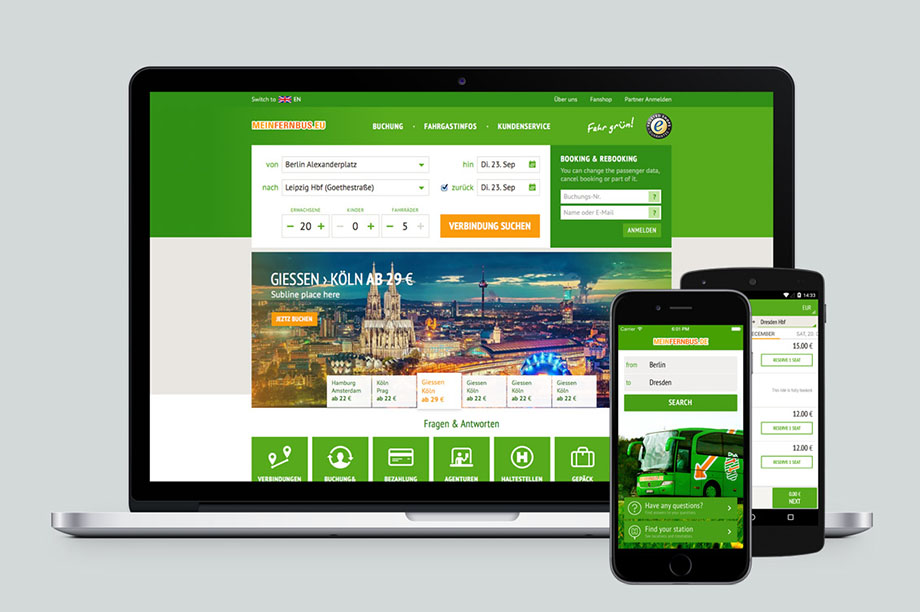 Switch to EN
Über uns Fanshop Partner Anmelden
MEINFERNBUS.EU
BUCHUNG · FAHRGASTINFOS · KUNDENSERVICE
Fahr grün!
von Berlin Alexanderplatz
hin Di. 23. Sep
nach Leipzig Hbf (Goethestraße)
zurück Di. 23. Sep
ERWACHSENE KINDER FAHRRÄDER
− 20 + − 0 + − 5 +
VERBINDUNG SUCHEN
BOOKING & REBOOKING
You can change the passenger data,
cancel booking or part of it.
Buchungs-Nr. ?
Name oder E-Mail ?
ANMELDEN
GIESSEN › KÖLN AB 29 €
Subline place here
JEZTZ BUCHEN
Hamburg
Amsterdam
ab 22 €
Köln
Prag
ab 22 €
Giessen
Köln
ab 29 €
Giessen
Köln
ab 22 €
Giessen
Köln
ab 22 €
Giessen
Köln
ab 22 €
Fragen & Antworten
VERBINDUNGEN
BUCHUNG &
BEZAHLUNG
AGENTUREN
H
HALTESTELLEN
GEPÄCK
Carrier 6:01 PM
MEINFERNBUS.DE
from Berlin
to Dresden
SEARCH
MEINFERNBUS
Have any questions?
Find your station
14:33
EUR
Dresden Hbf
ECEMBER SAT, 20
15.00 €
RESERVE 1 SEAT
12.00 €
RESERVE 1 SEAT
12.00 €
RESERVE 1 SEAT
0.00 €
NEXT